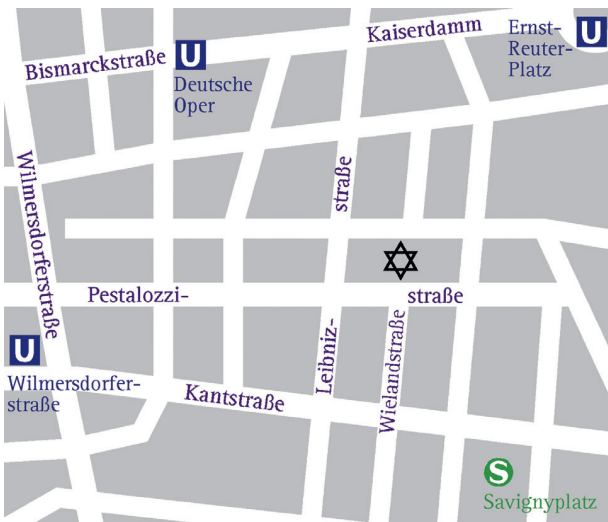 Kaiserdamm
Ernst-
Reuter-
Platz
U
U
Bismarckstraße
Deutsche
Oper
Wilmersdorferstraße
straße
Pestalozzi-
straße
U
Wilmersdorfer-
straße
Leibniz-
Wielandstraße
Kantstraße
S
Savignyplatz